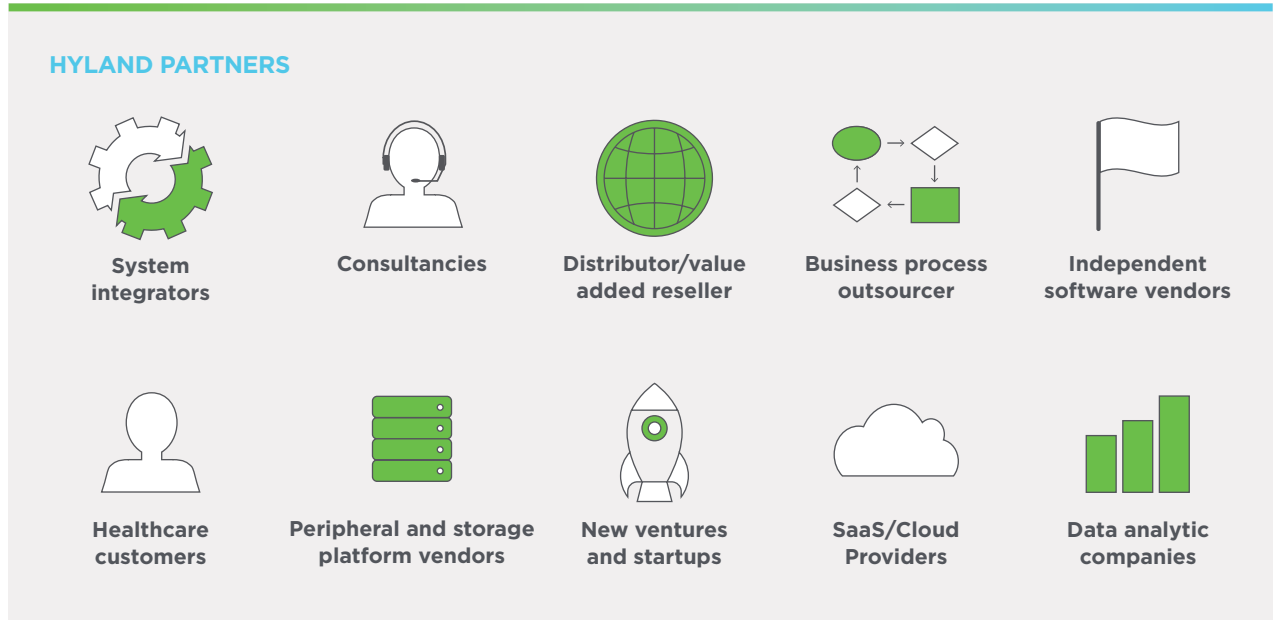 HYLAND PARTNERS
System
integrators
Consultancies
Distributor/value
added reseller
Business process
outsourcer
Independent
software vendors
Healthcare
customers
Peripheral and storage
platform vendors
New ventures
and startups
SaaS/Cloud
Providers
Data analytic
companies